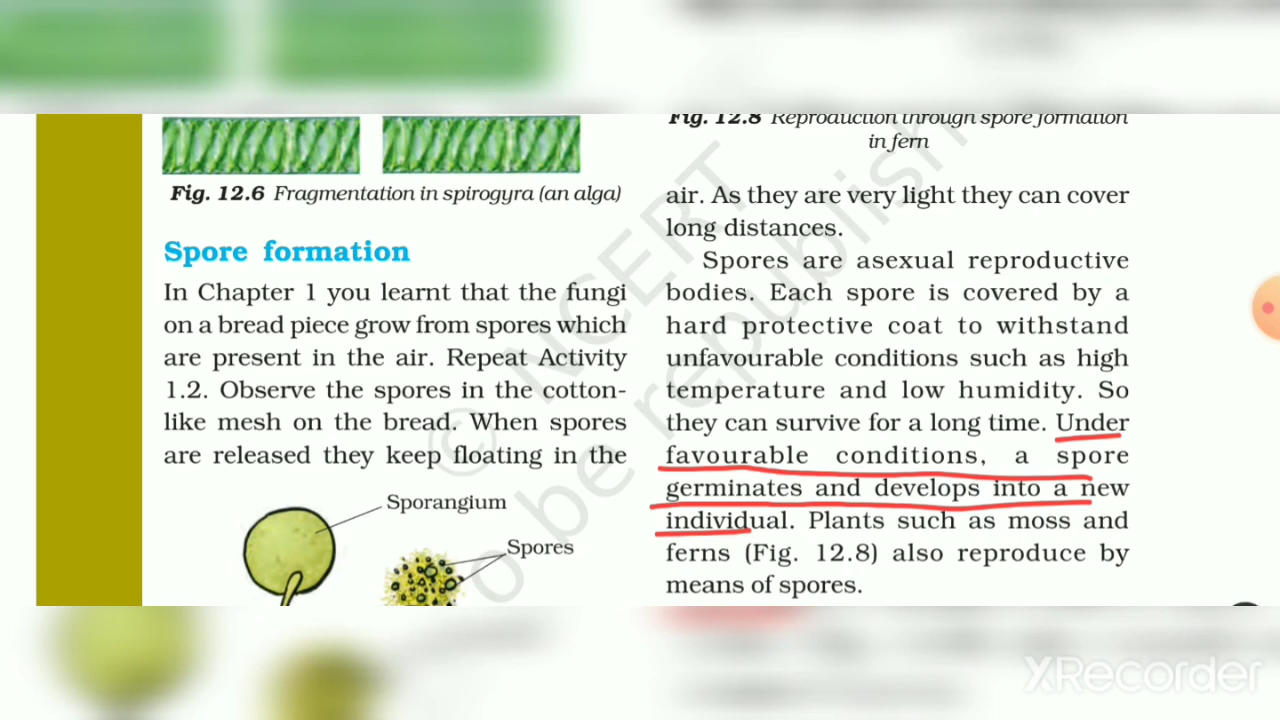 Fig. 12.6 Fragmentation in spirogyra (an alga)
Spore formation
In Chapter 1 you learnt that the fungi
on a bread piece grow from spores which
are present in the air. Repeat Activity
1.2. Observe the spores in the cotton-
like mesh on the bread. When spores
are released they keep floating in the
Sporangium
Spores
Fig. 12.8 Reproduction through spore formation
in fern
air. As they are very light they can cover
long distances.
Spores are asexual reproductive
bodies. Each spore is covered by a
hard protective coat to withstand
unfavourable conditions such as high
temperature and low humidity. So
they can survive for a long time. Under
favourable conditions, a spore
germinates and develops into a new
individual. Plants such as moss and
ferns (Fig. 12.8) also reproduce by
means of spores.
© NCERT
o be republish
XRecorder